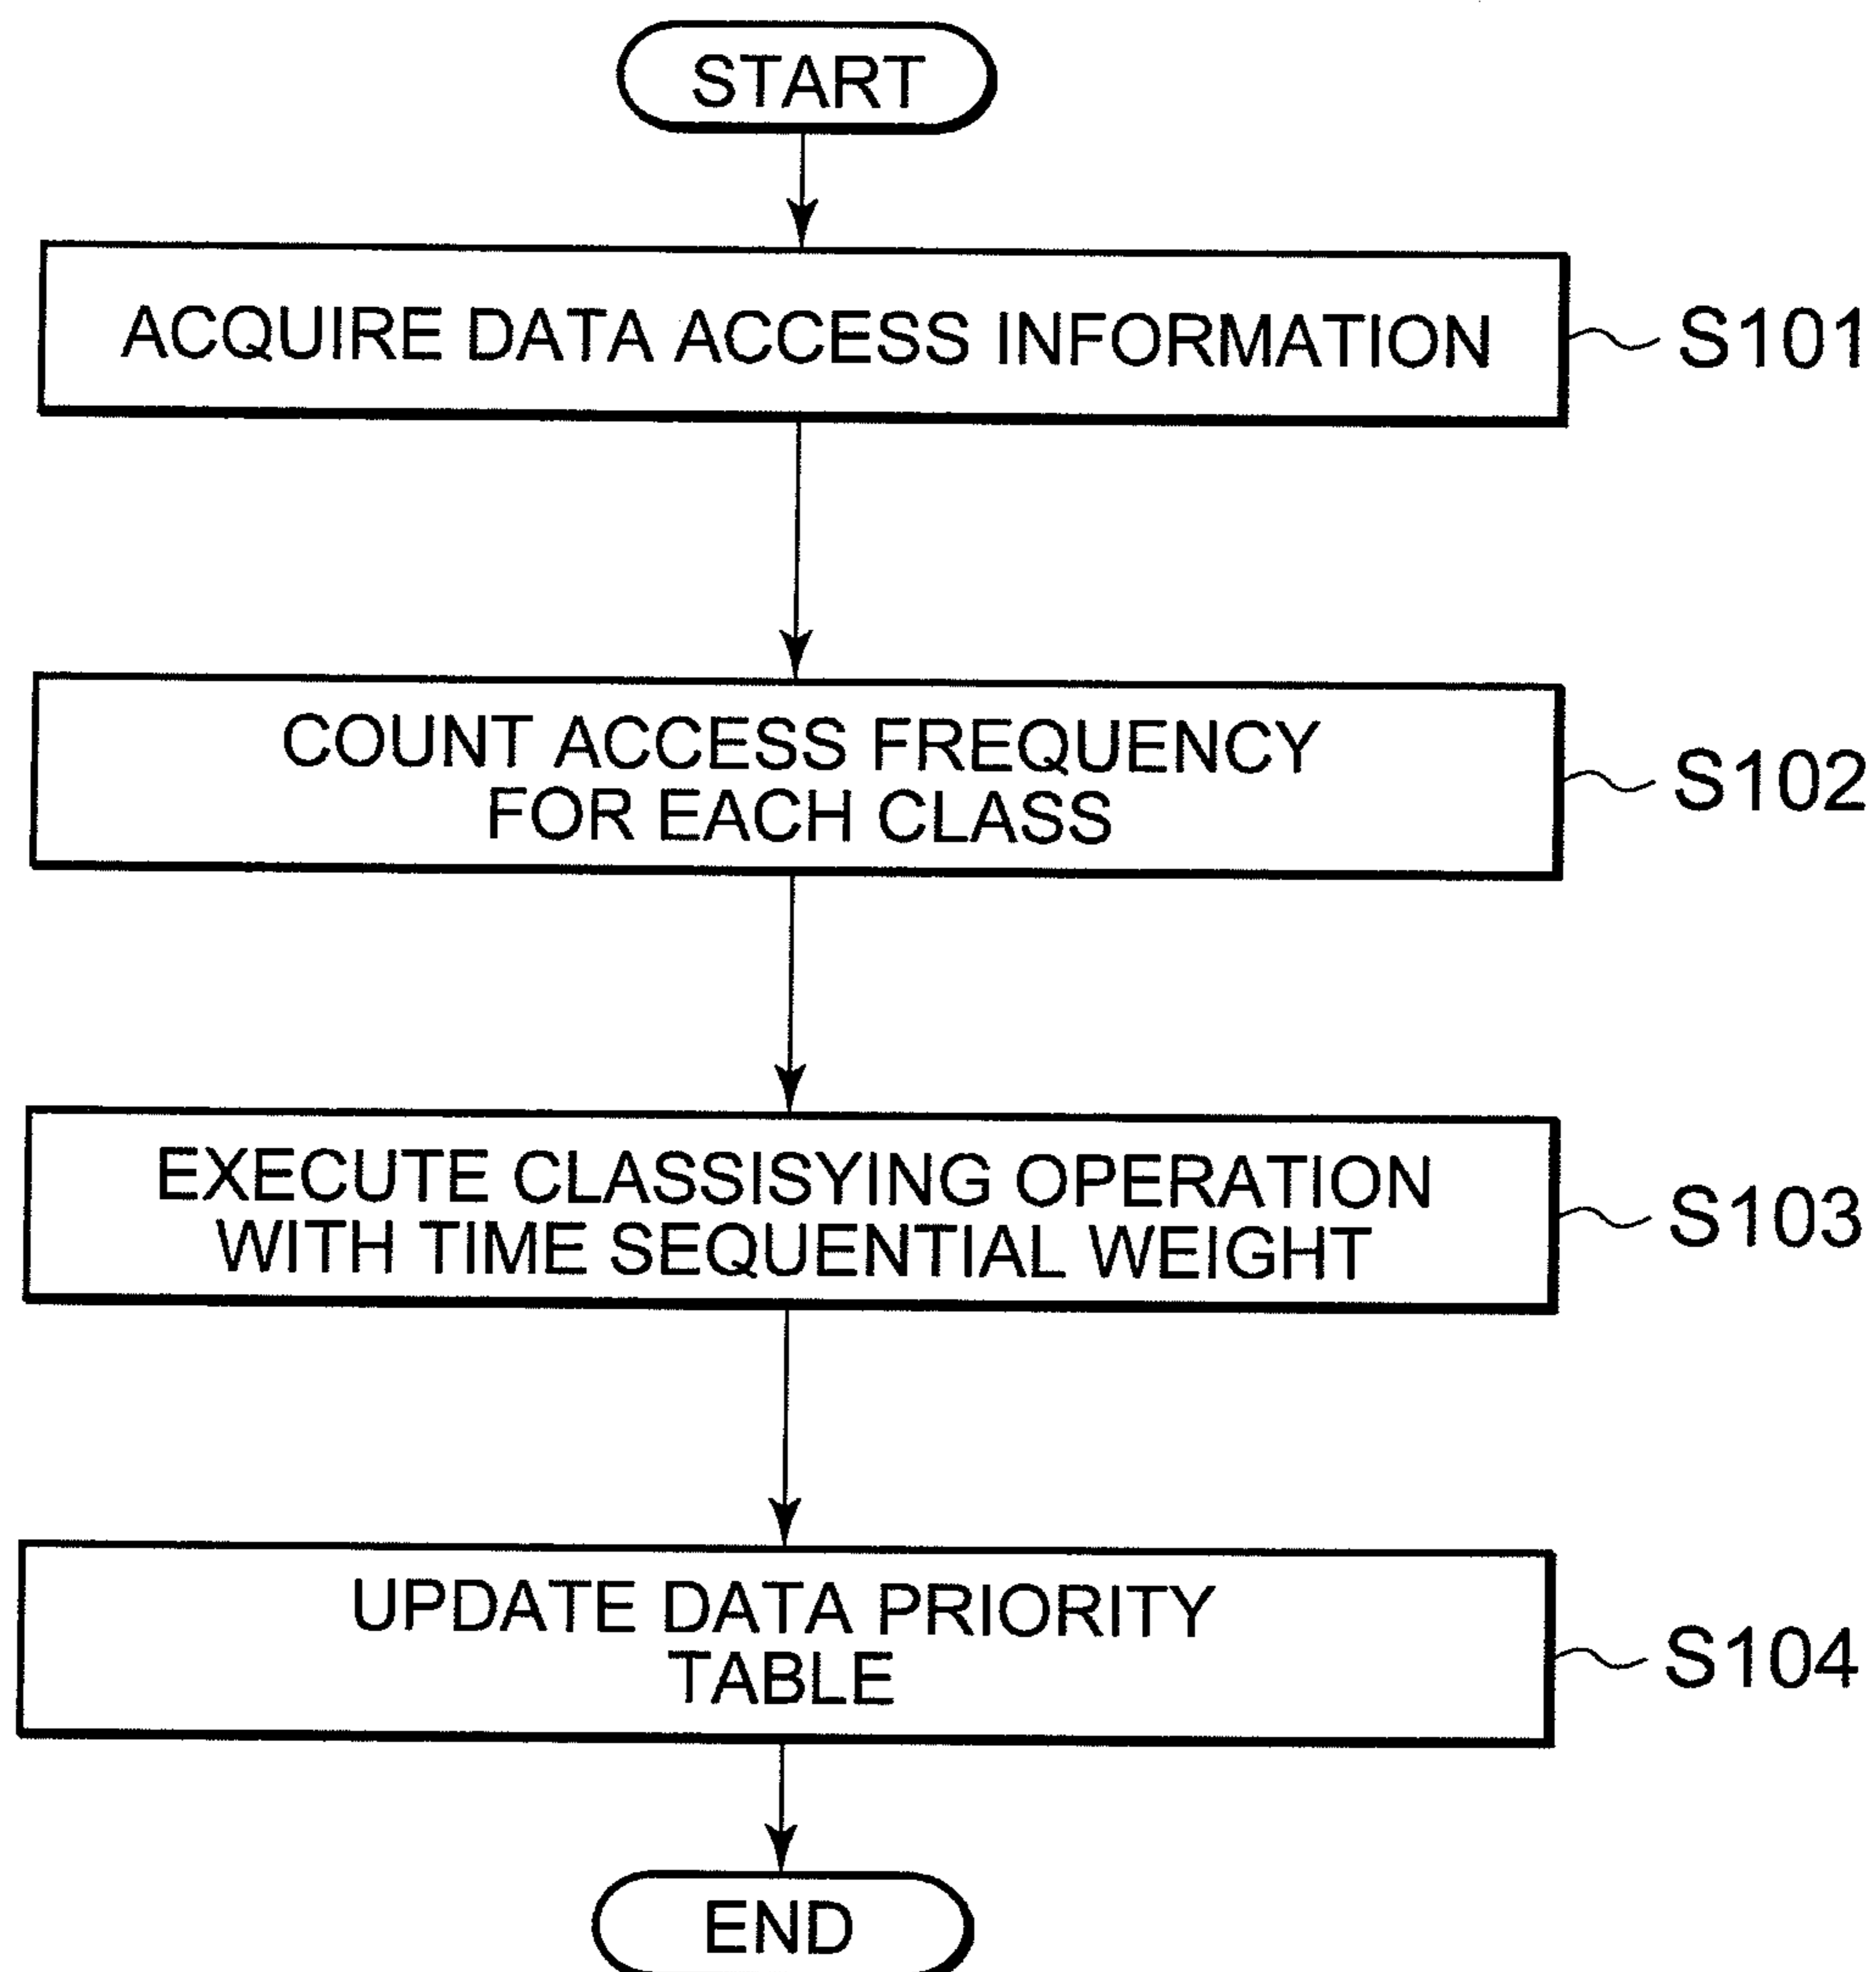 START
ACQUIRE DATA ACCESS INFORMATION
S101
COUNT ACCESS FREQUENCY
FOR EACH CLASS
S102
EXECUTE CLASSISYING OPERATION
WITH TIME SEQUENTIAL WEIGHT
S103
UPDATE DATA PRIORITY
TABLE
S104
END